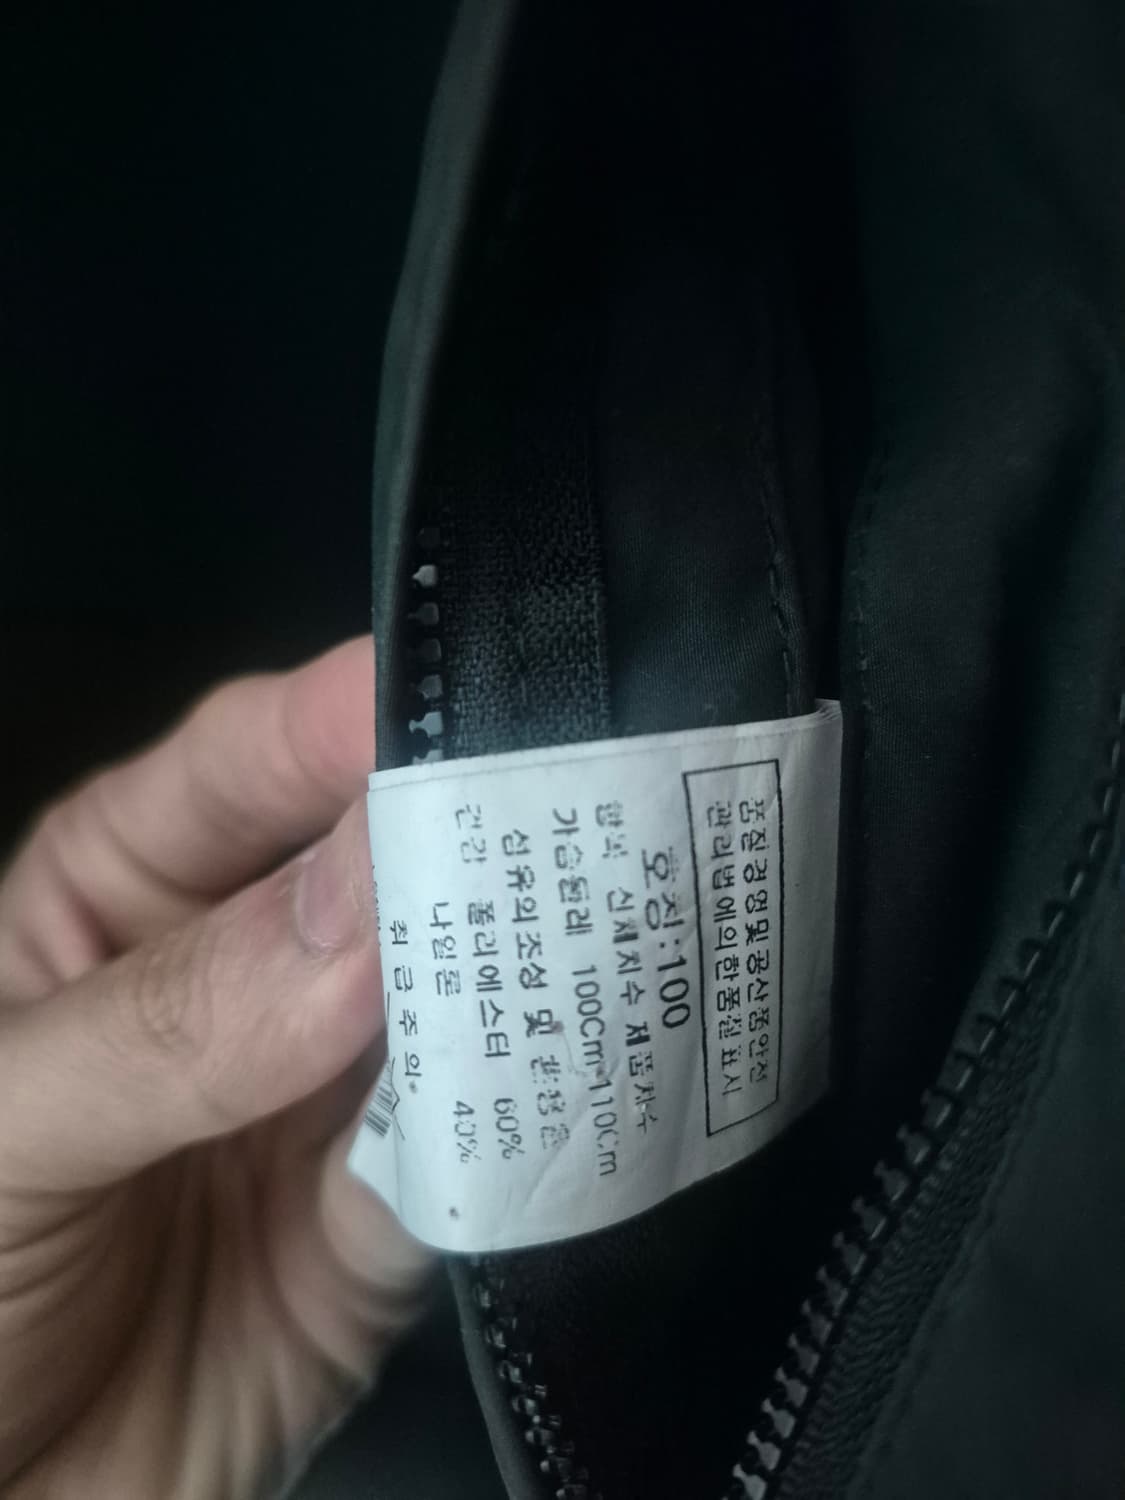 품질경영및공산품안전
관리법에의한품질표시
호칭:100
항목 신체치수 제품치수
가슴둘레 100Cm 110Cm
섬유의조성 및 혼용율
겉감 폴리에스터 60%
나일론 40%
취급주의